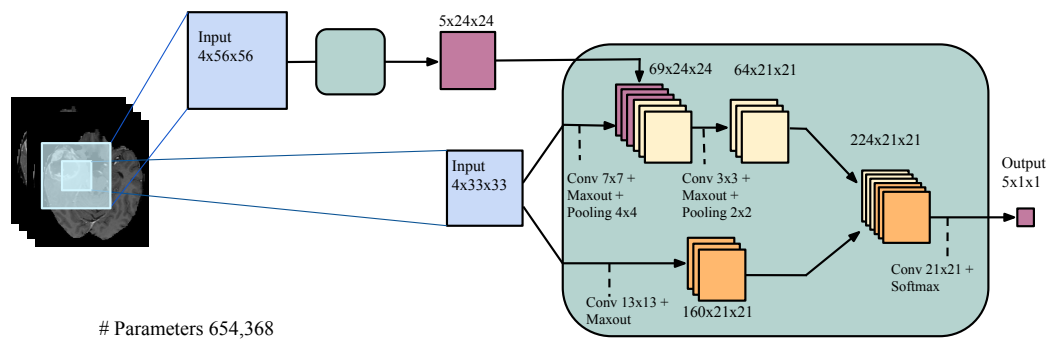 5x24x24
Input
4x56x56
69x24x24
64x21x21
224x21x21
Input
4x33x33
Output
5x1x1
Conv 7x7 +
Maxout +
Pooling 4x4
Conv 3x3 +
Maxout +
Pooling 2x2
Conv 21x21 +
Softmax
Conv 13x13 +
Maxout
160x21x21
# Parameters 654,368